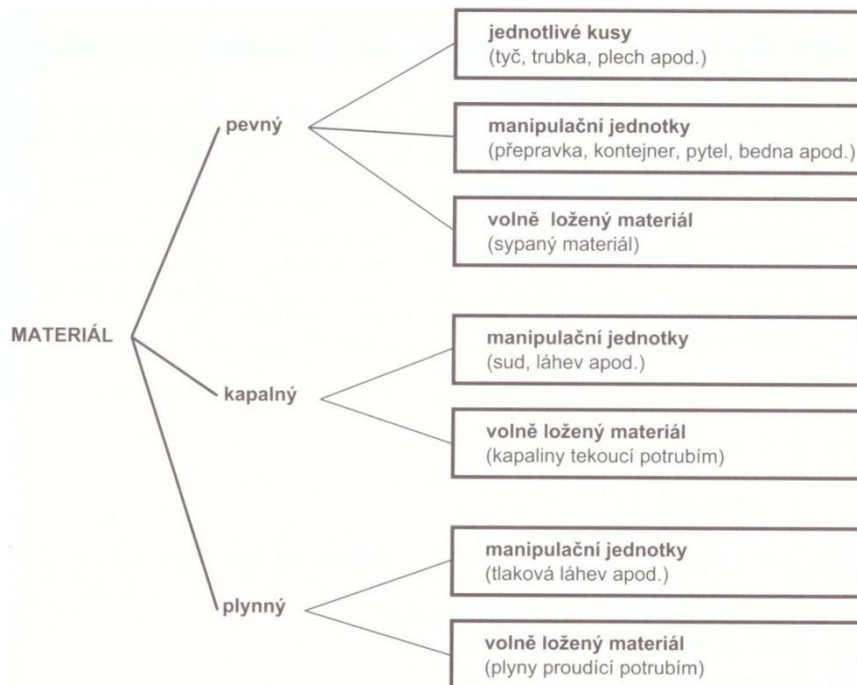 jednotlivé kusy
(tyč, trubka, plech apod.)
pevný
manipulační jednotky
(přepravka, kontejner, pytel, bedna apod.)
volně ložený materiál
(sypaný materiál)
MATERIÁL
manipulační jednotky
(sud, láhev apod.)
kapalný
volně ložený materiál
(kapaliny tekoucí potrubím)
manipulační jednotky
(tlaková láhev apod.)
plynný
volně ložený materiál
(plyny proudící potrubím)